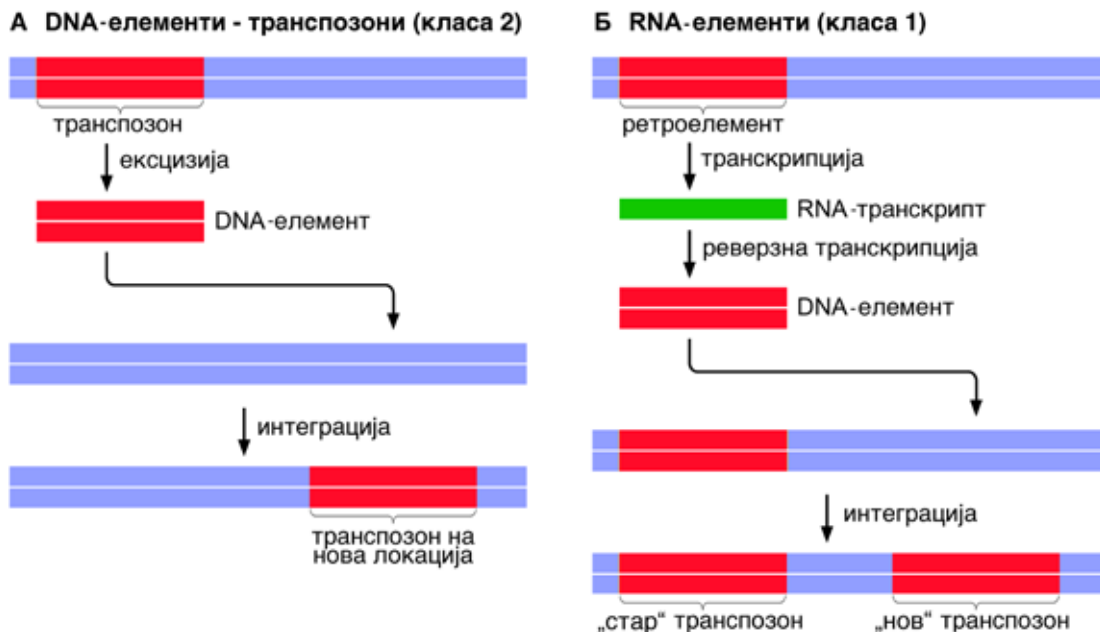 А DNA-елементи - транспозони (класа 2)
транспозон
ексцизија
DNA-елемент
интеграција
транспозон на
нова локација
Б RNA-елементи (класа 1)
ретроелемент
транскрипција
RNA-транскрипт
реверзна транскрипција
DNA-елемент
интеграција
„стар“ транспозон
„нов“ транспозон